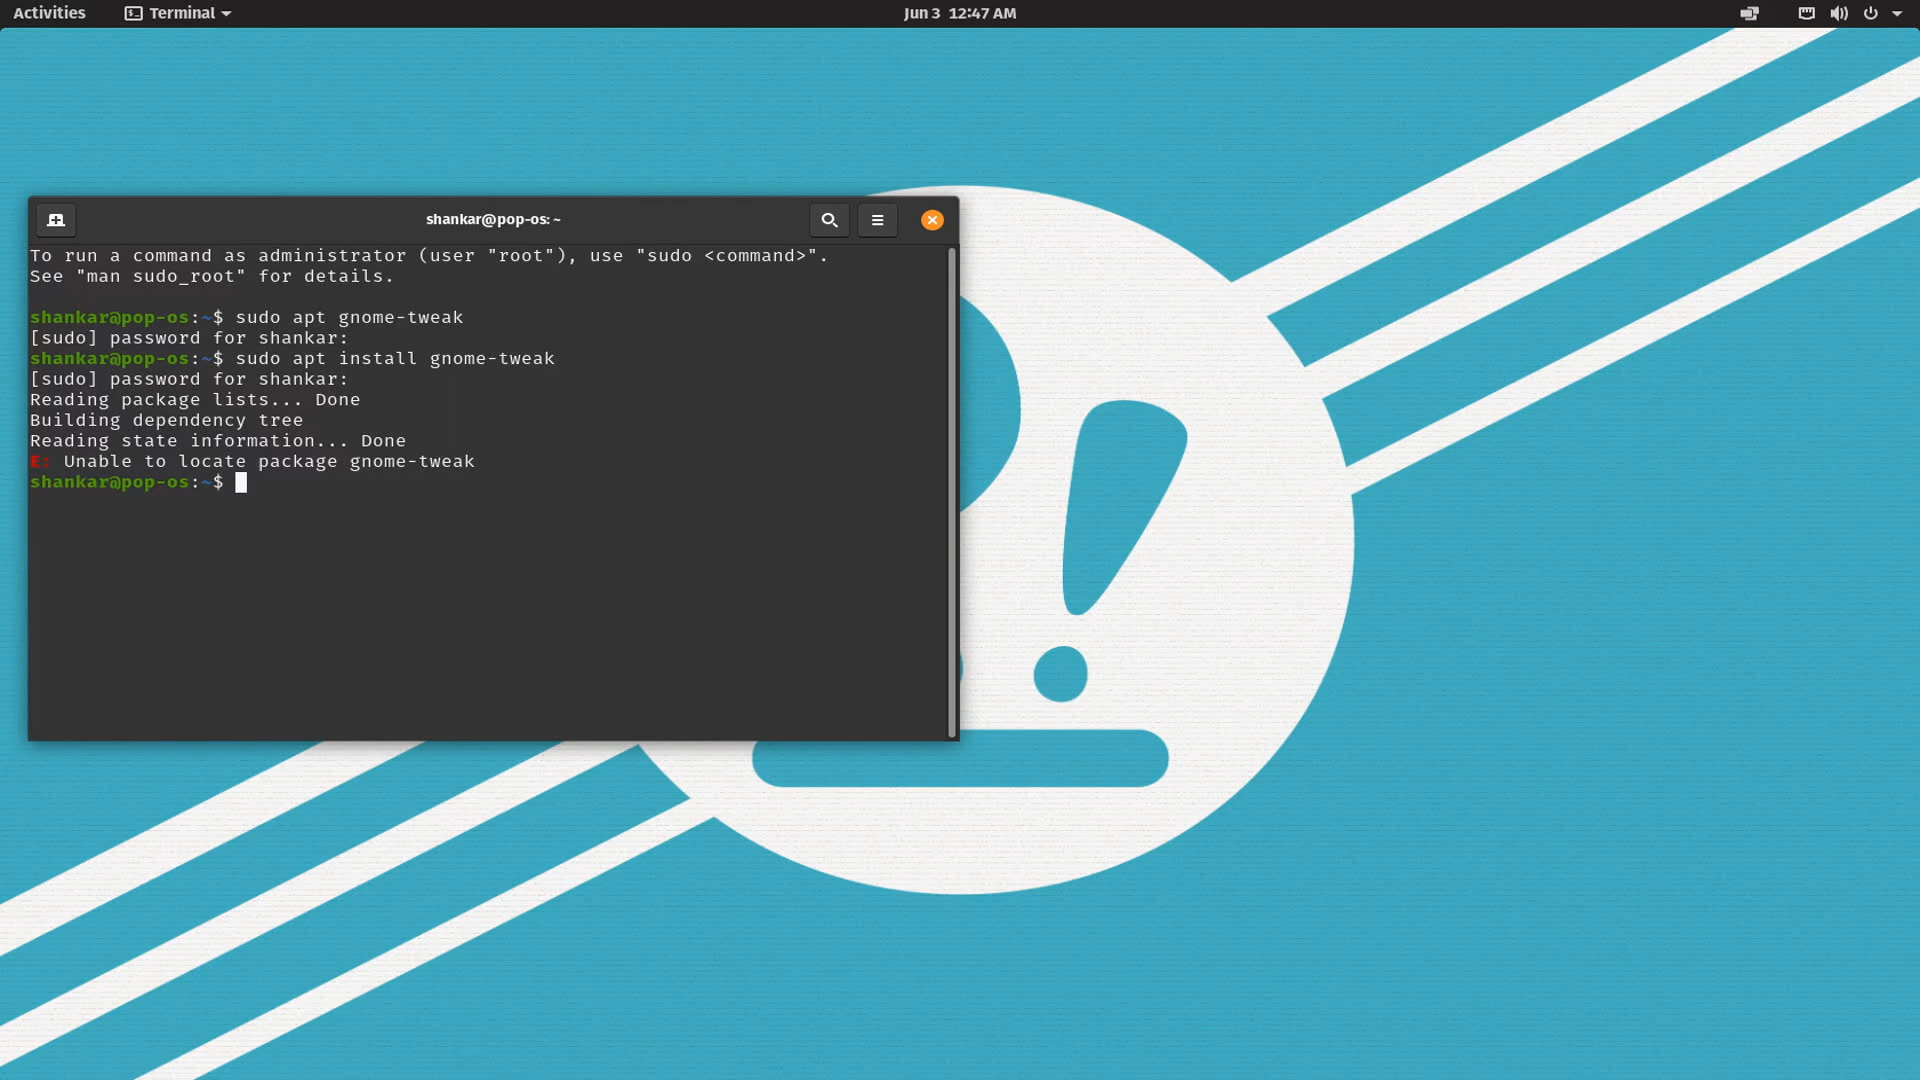 Activities Terminal Jun 3 12:47 AM
shankar@pop-os: ~
To run a command as administrator (user "root"), use "sudo <command>".
See "man sudo_root" for details.
shankar@pop-os:~$ sudo apt gnome-tweak
[sudo] password for shankar:
shankar@pop-os:~$ sudo apt install gnome-tweak
[sudo] password for shankar:
Reading package lists... Done
Building dependency tree
Reading state information... Done
E: Unable to locate package gnome-tweak
shankar@pop-os:~$